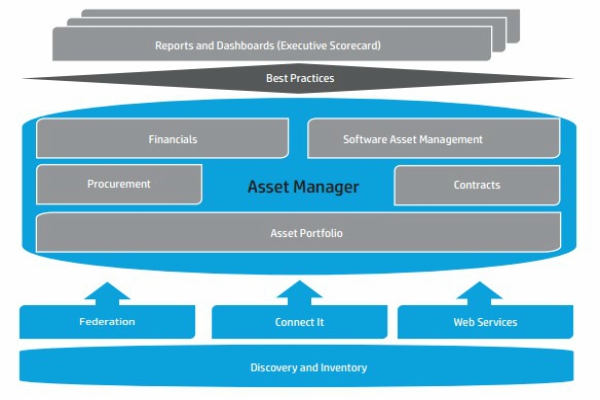 Reports and Dashboards (Executive Scorecard)
Best Practices
Financials
Software Asset Management
Procurement
Asset Manager
Contracts
Asset Portfolio
Federation
Connect It
Web Services
Discovery and Inventory